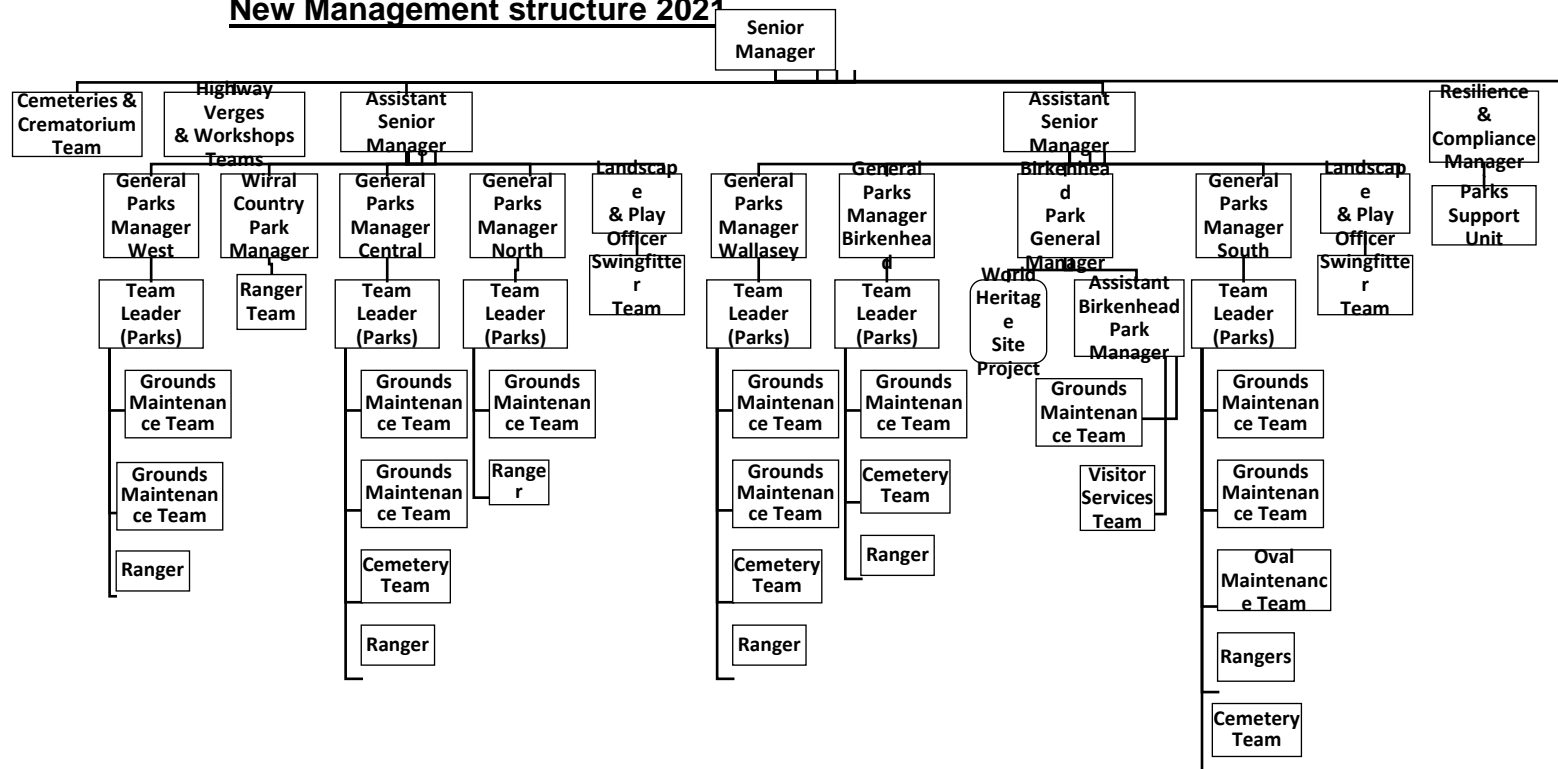 New Management structure 2021
Senior
Manager
Cemeteries &
Crematorium
Team
Highway
Verges
& Workshops
Teams
Assistant
Senior
Manager
Assistant
Senior
Manager
Resilience
&
Compliance
Manager
General
Parks
Manager
West
Wirral
Country
Park
Manager
General
Parks
Manager
Central
General
Parks
Manager
North
Landscap
e
& Play
Officer
General
Parks
Manager
Wallasey
General
Parks
Manager
Birkenhea
d
Birkenhea
d
Park
General
Manager
General
Parks
Manager
South
Landscap
e
& Play
Officer
Parks
Support
Unit
Team
Leader
(Parks)
Ranger
Team
Team
Leader
(Parks)
Team
Leader
(Parks)
Swingfitte
r
Team
Team
Leader
(Parks)
Team
Leader
(Parks)
World
Heritag
e
Site
Project
Assistant
Birkenhead
Park
Manager
Team
Leader
(Parks)
Swingfitte
r
Team
Grounds
Maintenan
ce Team
Grounds
Maintenan
ce Team
Grounds
Maintenan
ce Team
Grounds
Maintenan
ce Team
Grounds
Maintenan
ce Team
Grounds
Maintenan
ce Team
Grounds
Maintenan
ce Team
Grounds
Maintenan
ce Team
Grounds
Maintenan
ce Team
Range
r
Grounds
Maintenan
ce Team
Cemetery
Team
Visitor
Services
Team
Grounds
Maintenan
ce Team
Ranger
Cemetery
Team
Cemetery
Team
Ranger
Oval
Maintenanc
e Team
Ranger
Ranger
Rangers
Cemetery
Team